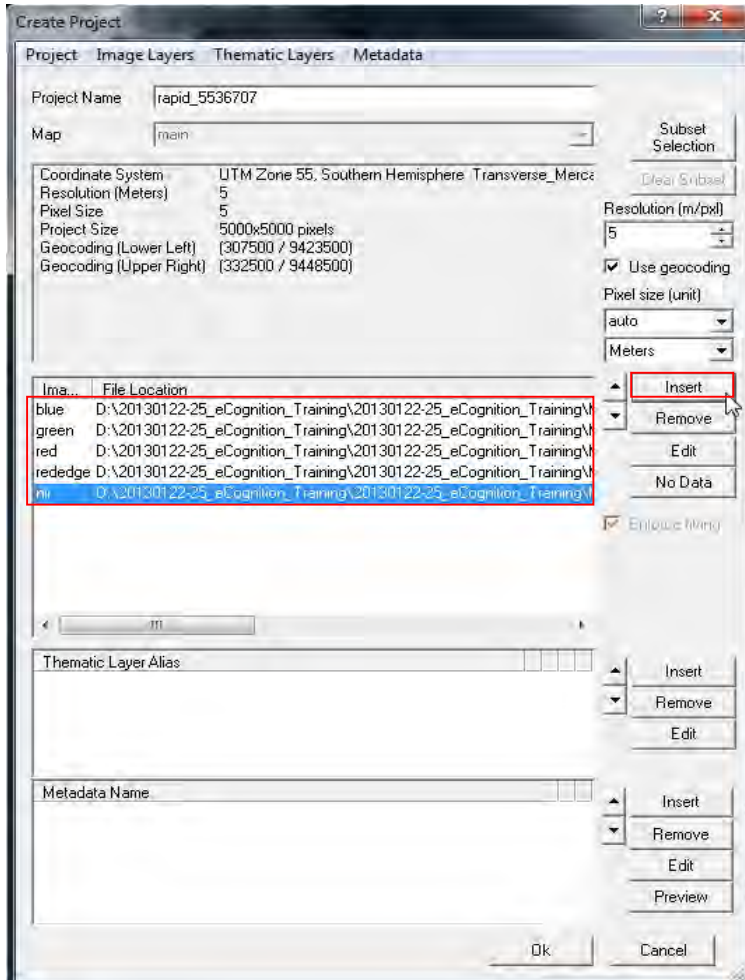 Create Project
Project Image Layers Thematic Layers Metadata
Project Name rapid_5536707
Map main
Subset Selection
Clear Subset
Coordinate System UTM Zone 55, Southern Hemisphere Transverse_Merca
Resolution (Meters) 5
Pixel Size 5
Project Size 5000x5000 pixels
Geocoding (Lower Left) (307500 / 9423500)
Geocoding (Upper Right) (332500 / 9448500)
Resolution (m/pxl)
5
Use geocoding
Pixel size (unit)
auto
Meters
Ima... File Location
blue D:\20130122-25_eCognition_Training\20130122-25_eCognition_Training\
green D:\20130122-25_eCognition_Training\20130122-25_eCognition_Training\
red D:\20130122-25_eCognition_Training\20130122-25_eCognition_Training\
rededge D:\20130122-25_eCognition_Training\20130122-25_eCognition_Training\
nir D:\20130122-25_eCognition_Training\20130122-25_eCognition_Training\
Insert
Remove
Edit
No Data
Enforce fitting
Thematic Layer Alias
Insert
Remove
Edit
Metadata Name
Insert
Remove
Edit
Preview
Ok Cancel